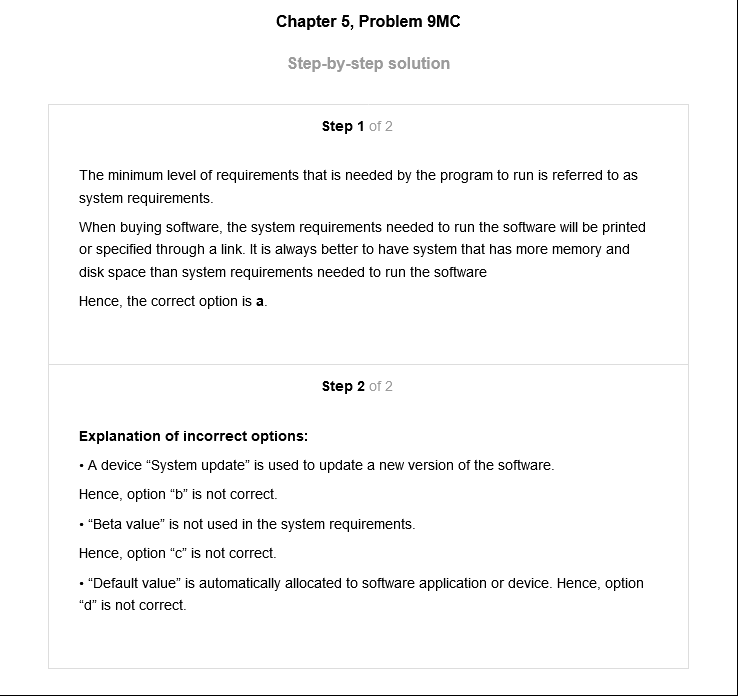 Chapter 5, Problem 9MC
Step-by-step solution
Step 1 of 2
The minimum level of requirements that is needed by the program to run is referred to as
system requirements.
When buying software, the system requirements needed to run the software will be printed
or specified through a link. It is always better to have system that has more memory and
disk space than system requirements needed to run the software
Hence, the correct option is a.
Step 2 of 2
Explanation of incorrect options:
• A device “System update” is used to update a new version of the software.
Hence, option “b” is not correct.
• “Beta value” is not used in the system requirements.
Hence, option “c” is not correct.
• “Default value” is automatically allocated to software application or device. Hence, option
“d” is not correct.